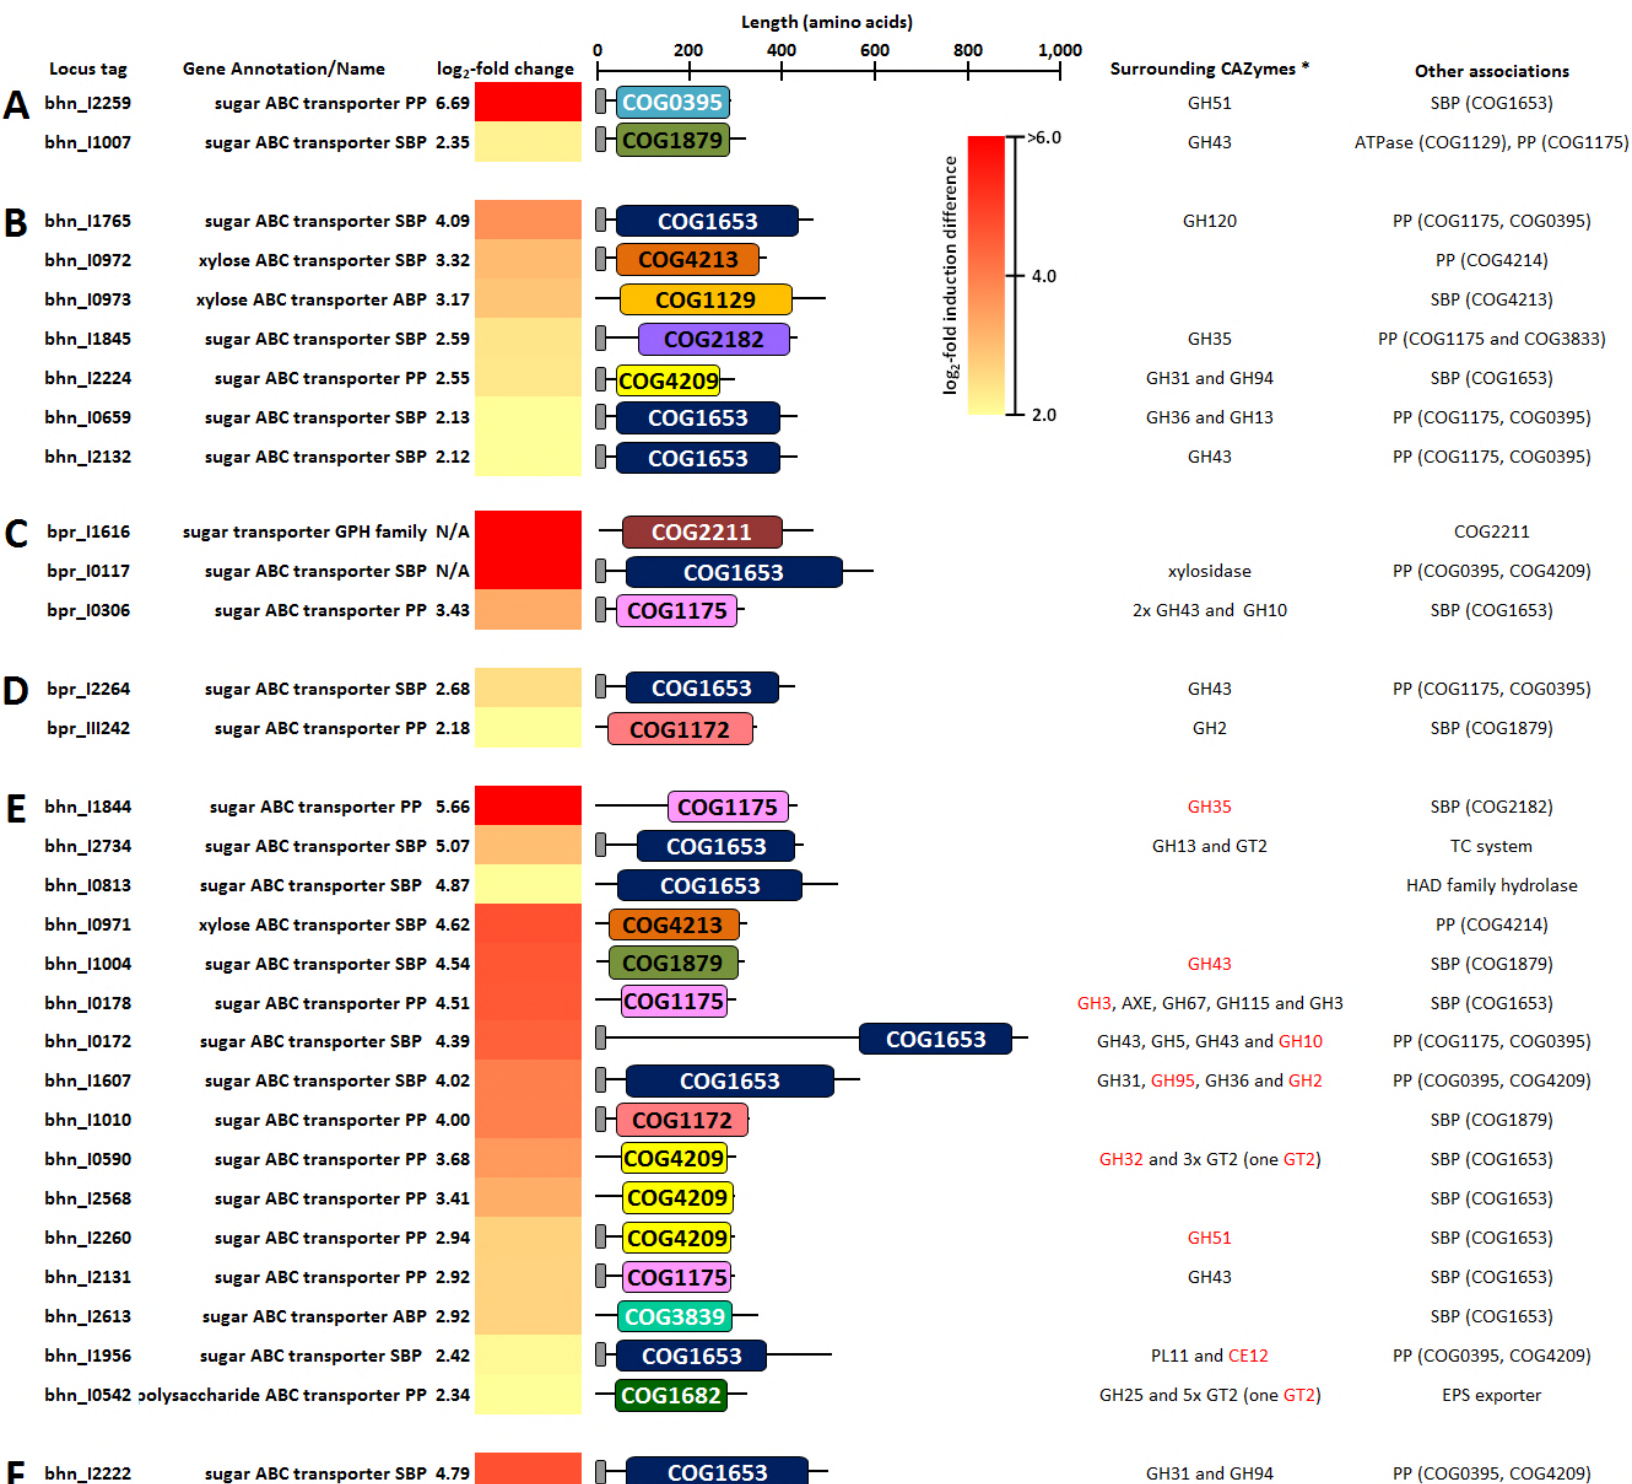 Length (amino acids)
0 200 400 600 800 1,000
Locus tag Gene Annotation/Name log2-fold change Surrounding CAZymes * Other associations
A bhn_I2259 sugar ABC transporter PP 6.69 COG0395 GH51 SBP (COG1653)
bhn_I1007 sugar ABC transporter SBP 2.35 COG1879 GH43 ATPase (COG1129), PP (COG1175)
log2-fold induction difference
>6.0
4.0
2.0
B bhn_I1765 sugar ABC transporter SBP 4.09 COG1653 GH120 PP (COG1175, COG0395)
bhn_I0972 xylose ABC transporter SBP 3.32 COG4213 PP (COG4214)
bhn_I0973 xylose ABC transporter ABP 3.17 COG1129 SBP (COG4213)
bhn_I1845 sugar ABC transporter SBP 2.59 COG2182 GH35 PP (COG1175 and COG3833)
bhn_I2224 sugar ABC transporter PP 2.55 COG4209 GH31 and GH94 SBP (COG1653)
bhn_I0659 sugar ABC transporter SBP 2.13 COG1653 GH36 and GH13 PP (COG1175, COG0395)
bhn_I2132 sugar ABC transporter SBP 2.12 COG1653 GH43 PP (COG1175, COG0395)
C bpr_I1616 sugar transporter GPH family N/A COG2211 COG2211
bpr_I0117 sugar ABC transporter SBP N/A COG1653 xylosidase PP (COG0395, COG4209)
bpr_I0306 sugar ABC transporter PP 3.43 COG1175 2x GH43 and GH10 SBP (COG1653)
D bpr_I2264 sugar ABC transporter SBP 2.68 COG1653 GH43 PP (COG1175, COG0395)
bpr_III242 sugar ABC transporter PP 2.18 COG1172 GH2 SBP (COG1879)
E bhn_I1844 sugar ABC transporter PP 5.66 COG1175 GH35 SBP (COG2182)
bhn_I2734 sugar ABC transporter SBP 5.07 COG1653 GH13 and GT2 TC system
bhn_I0813 sugar ABC transporter SBP 4.87 COG1653 HAD family hydrolase
bhn_I0971 xylose ABC transporter SBP 4.62 COG4213 PP (COG4214)
bhn_I1004 sugar ABC transporter SBP 4.54 COG1879 GH43 SBP (COG1879)
bhn_I0178 sugar ABC transporter PP 4.51 COG1175 GH3, AXE, GH67, GH115 and GH3 SBP (COG1653)
bhn_I0172 sugar ABC transporter SBP 4.39 COG1653 GH43, GH5, GH43 and GH10 PP (COG1175, COG0395)
bhn_I1607 sugar ABC transporter SBP 4.02 COG1653 GH31, GH95, GH36 and GH2 PP (COG0395, COG4209)
bhn_I1010 sugar ABC transporter PP 4.00 COG1172 SBP (COG1879)
bhn_I0590 sugar ABC transporter PP 3.68 COG4209 GH32 and 3x GT2 (one GT2) SBP (COG1653)
bhn_I2568 sugar ABC transporter PP 3.41 COG4209 SBP (COG1653)
bhn_I2260 sugar ABC transporter PP 2.94 COG4209 GH51 SBP (COG1653)
bhn_I2131 sugar ABC transporter PP 2.92 COG1175 GH43 SBP (COG1653)
bhn_I2613 sugar ABC transporter ABP 2.92 COG3839 SBP (COG1653)
bhn_I1956 sugar ABC transporter SBP 2.42 COG1653 PL11 and CE12 PP (COG0395, COG4209)
bhn_I0542 polysaccharide ABC transporter PP 2.34 COG1682 GH25 and 5x GT2 (one GT2) EPS exporter
F bhn_I2222 sugar ABC transporter SBP 4.79 COG1653 GH31 and GH94 PP (COG0395, COG4209)